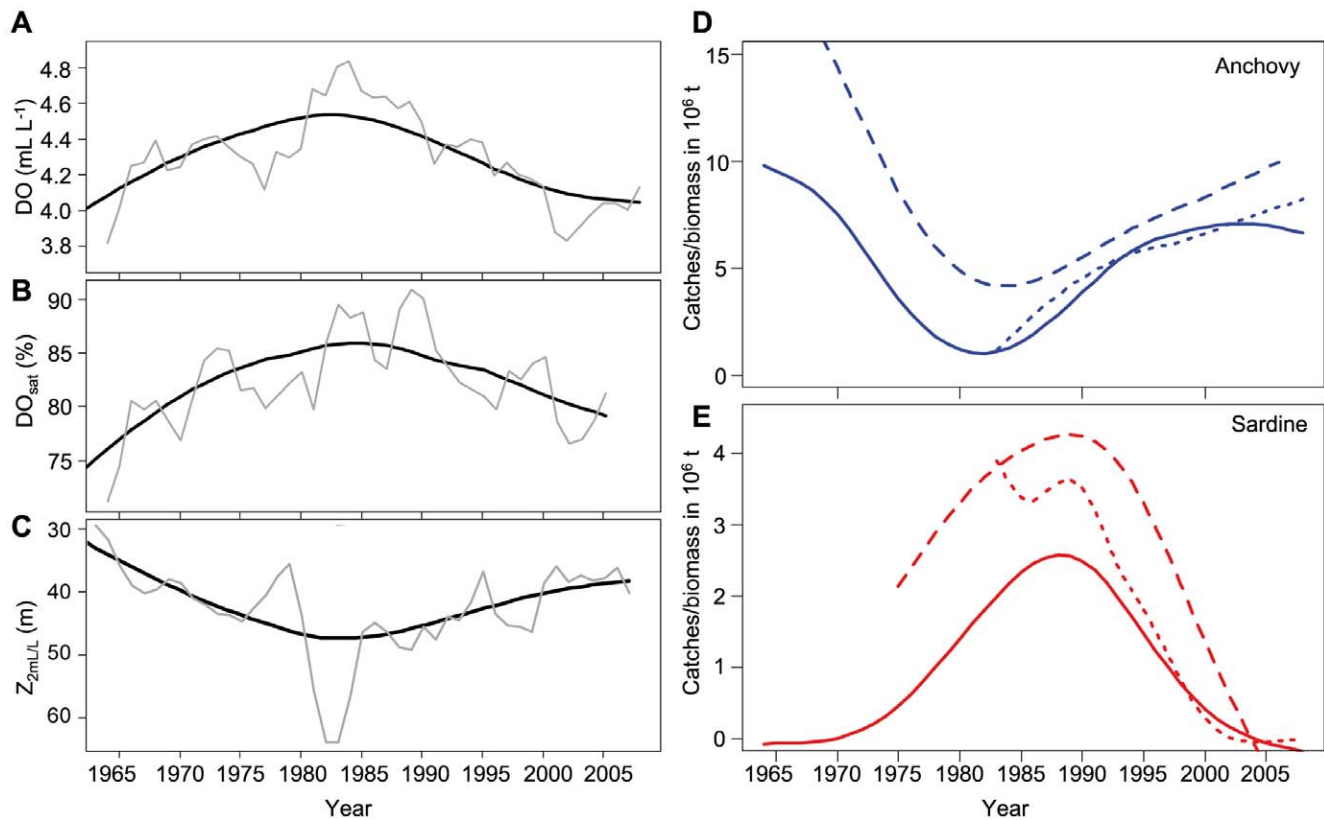 A
DO (mL L⁻¹)
4.8
4.6
4.4
4.2
4.0
3.8
B
DOsat (%)
90
85
80
75
C
Z2mL/L (m)
30
40
50
60
1965 1970 1975 1980 1985 1990 1995 2000 2005
Year
D
Anchovy
Catches/biomass in 10⁶ t
15
10
5
0
E
Sardine
Catches/biomass in 10⁶ t
4
3
2
1
0
1965 1970 1975 1980 1985 1990 1995 2000 2005
Year